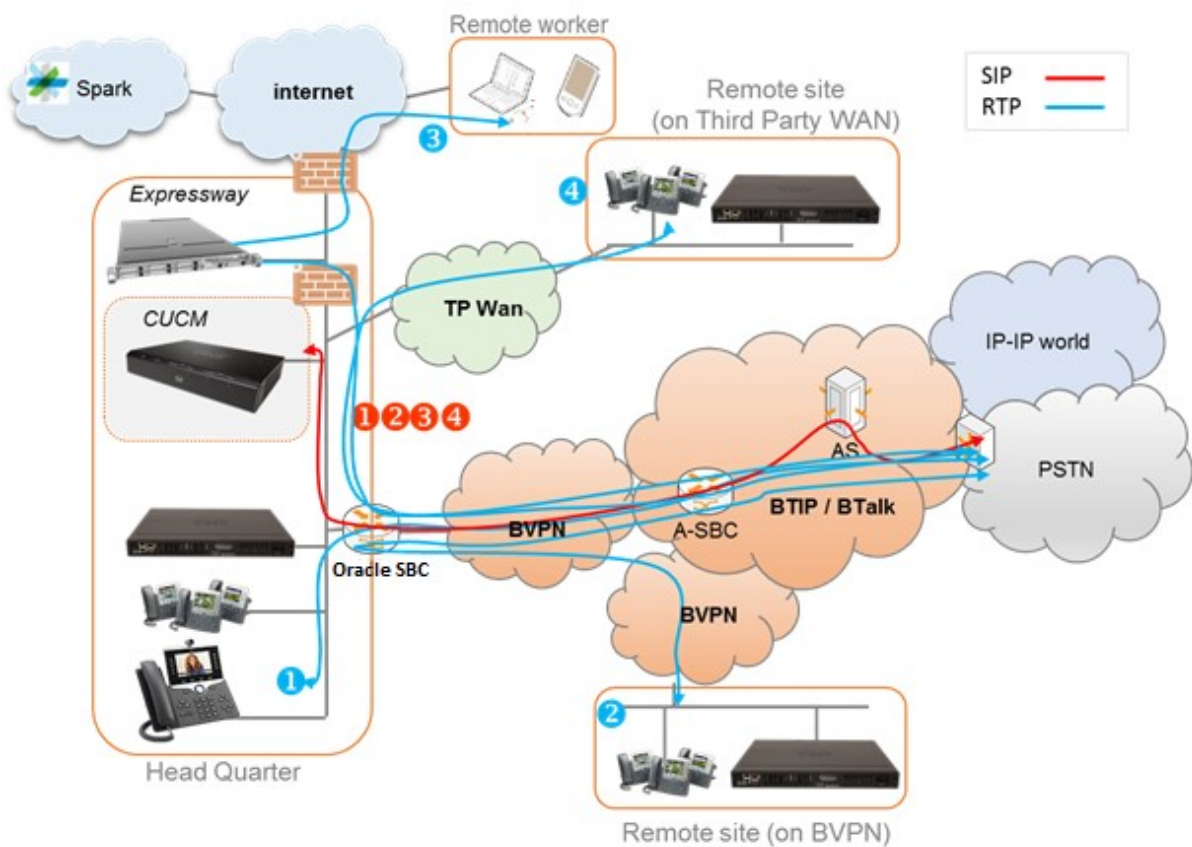 Remote worker
Spark
internet
SIP
RTP
Remote site
(on Third Party WAN)
3
Expressway
4
TP Wan
CUCM
IP-IP world
1 2 3 4
AS
PSTN
BVPN
A-SBC
BTIP / BTalk
Oracle SBC
BVPN
1
2
Head Quarter
Remote site (on BVPN)